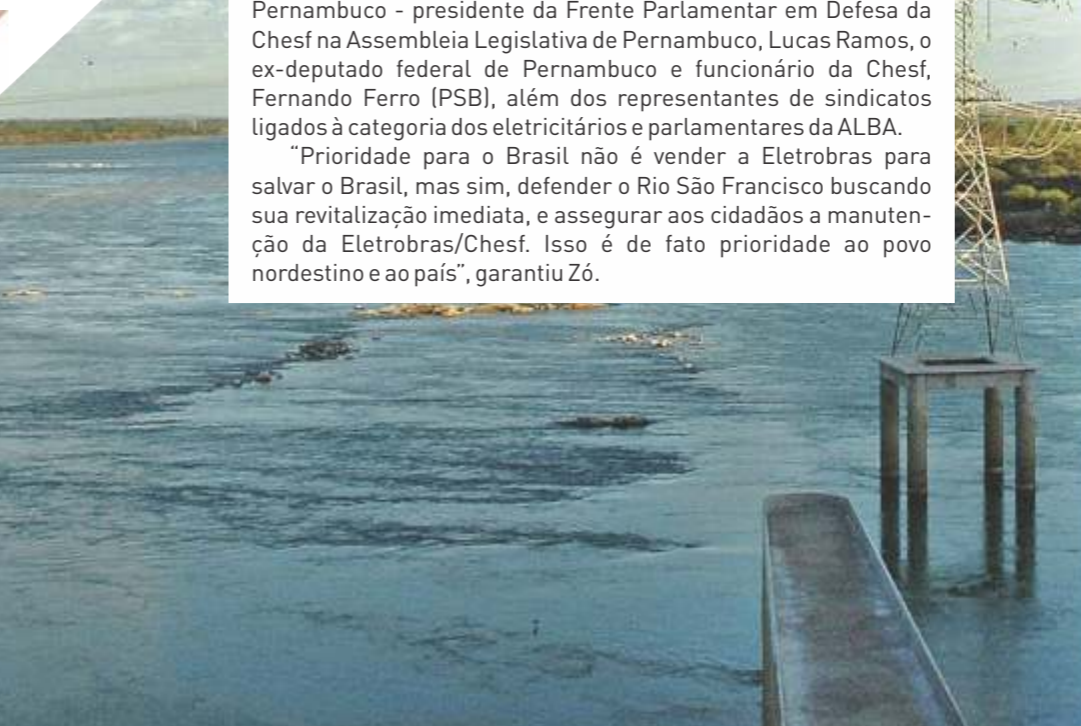 Pernambuco - presidente da Frente Parlamentar em Defesa da
Chesf na Assembleia Legislativa de Pernambuco, Lucas Ramos, o
ex-deputado federal de Pernambuco e funcionário da Chesf,
Fernando Ferro (PSB), além dos representantes de sindicatos
ligados à categoria dos eletricitários e parlamentares da ALBA.
“Prioridade para o Brasil não é vender a Eletrobras para
salvar o Brasil, mas sim, defender o Rio São Francisco buscando
sua revitalização imediata, e assegurar aos cidadãos a manuten-
ção da Eletrobras/Chesf. Isso é de fato prioridade ao povo
nordestino e ao país”, garantiu Zó.